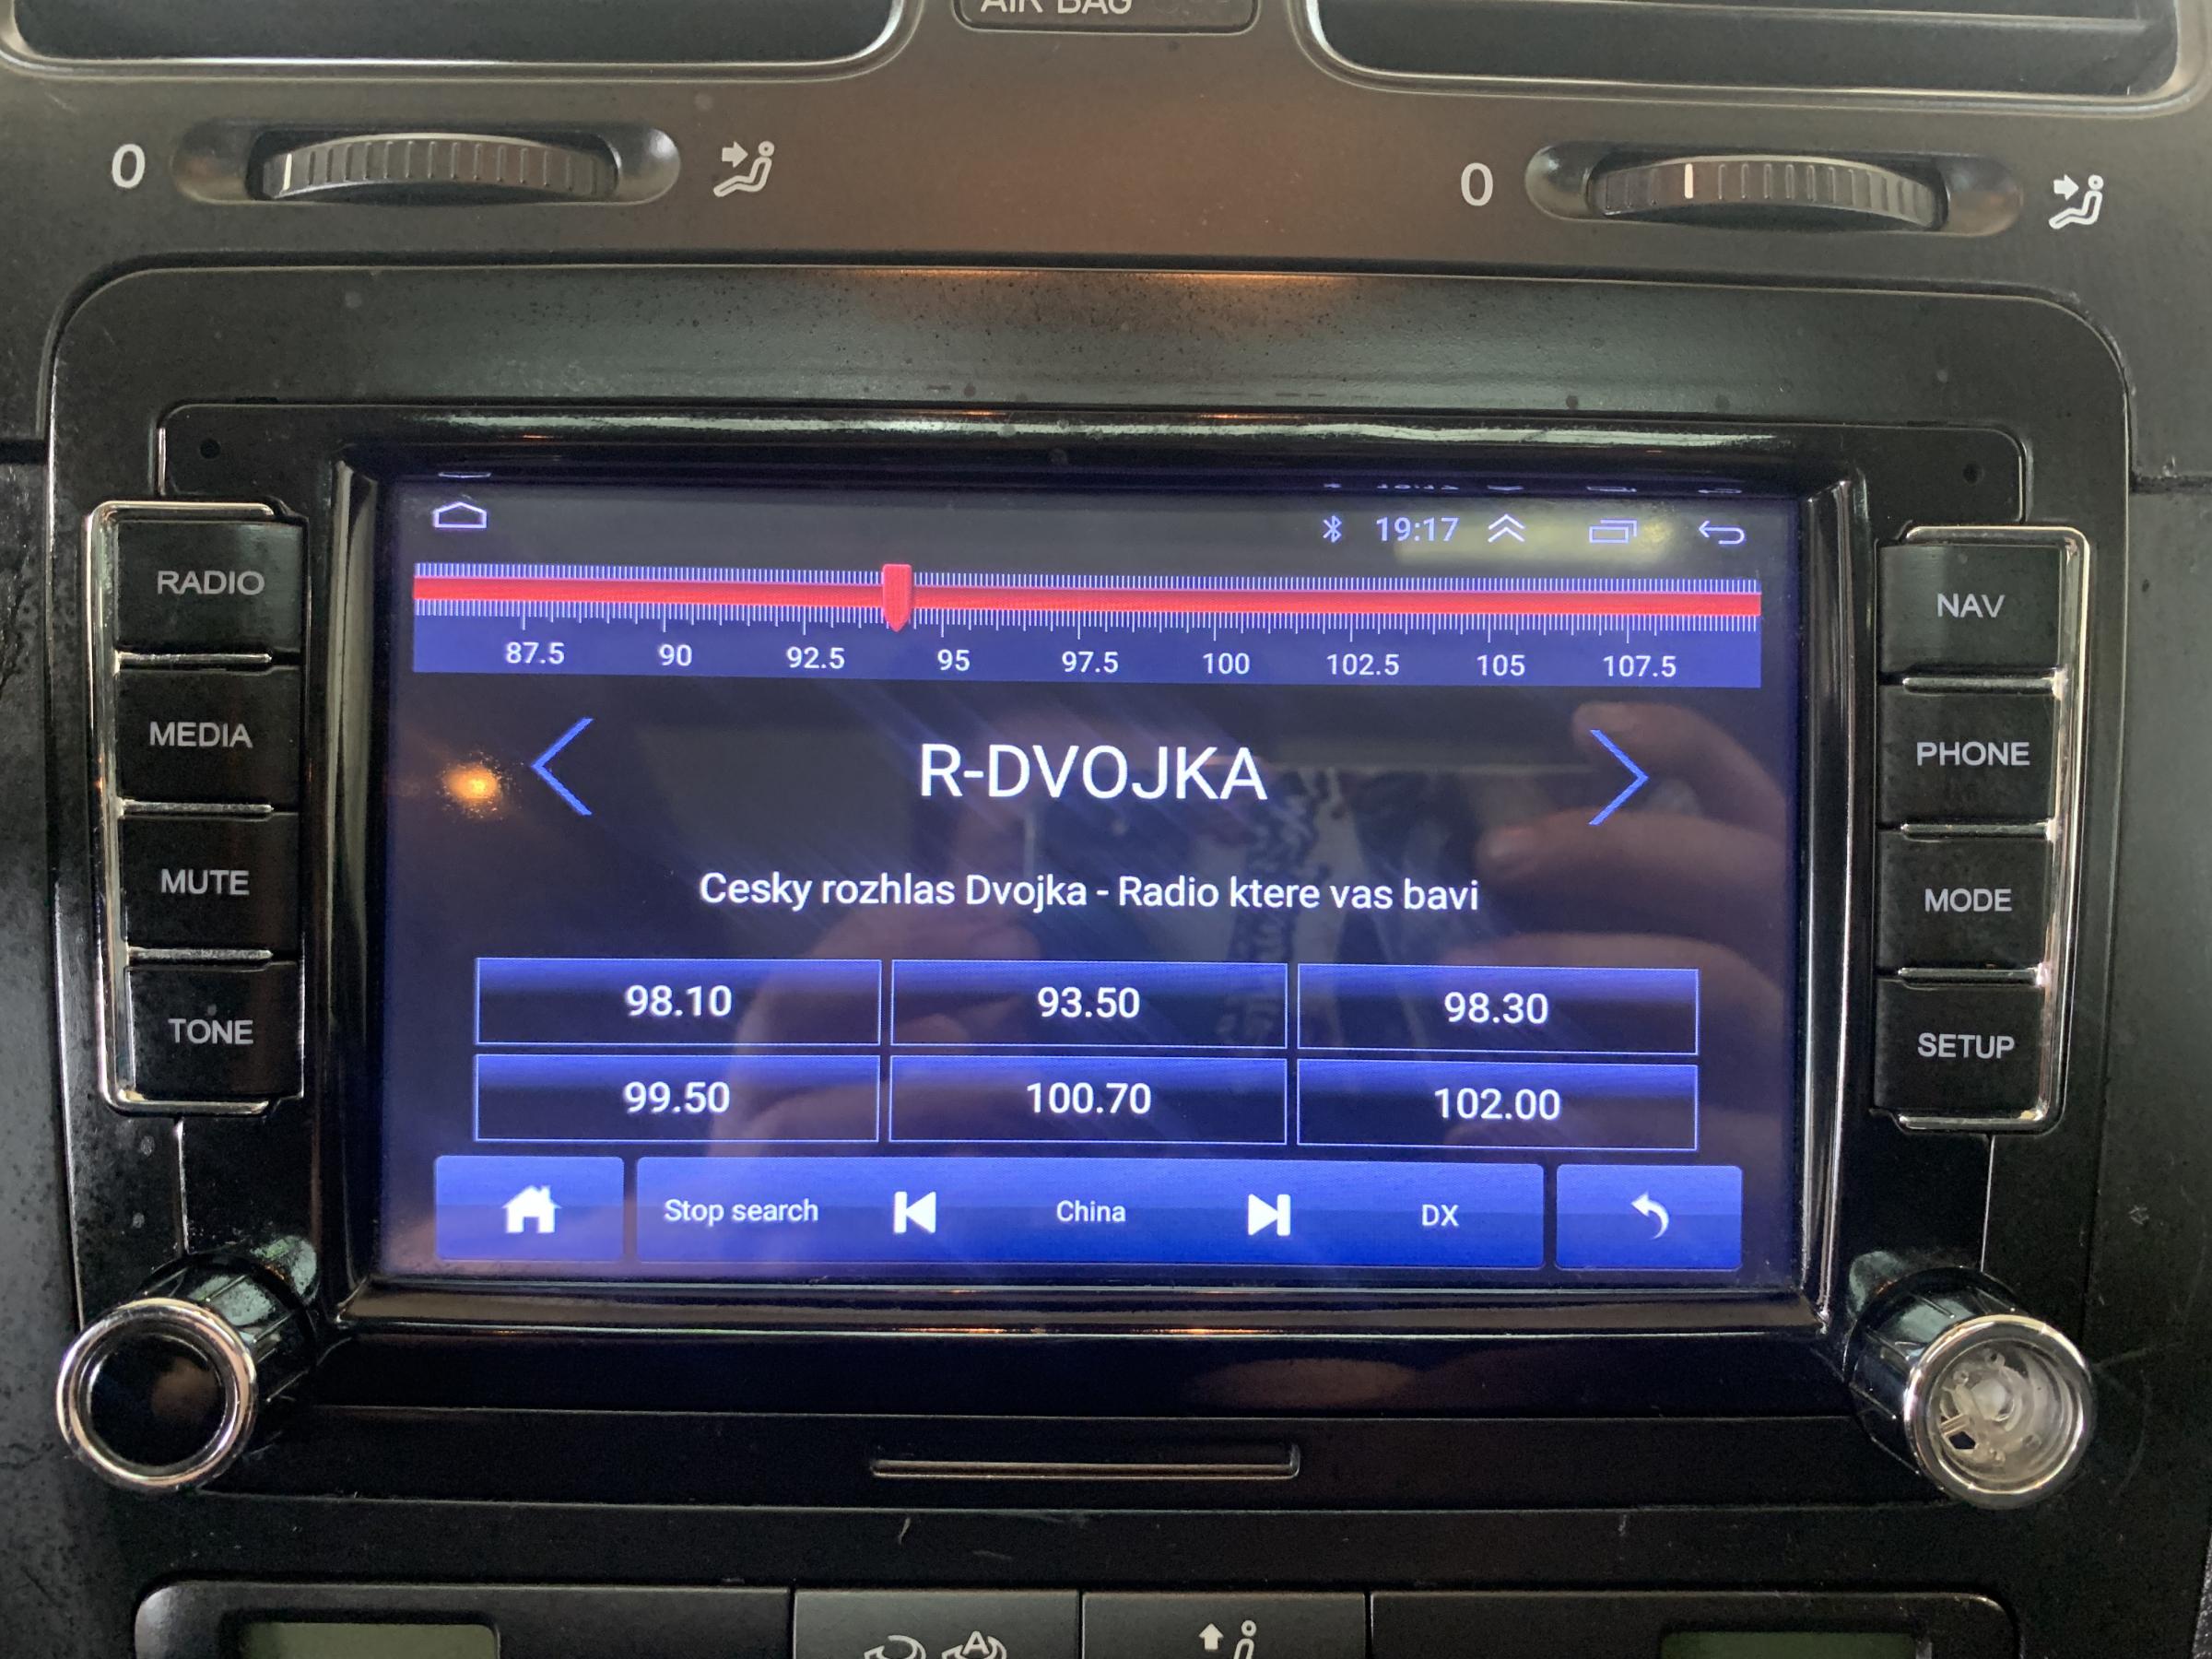 AIR BAG
0
0
19:17
87.5 90 92.5 95 97.5 100 102.5 105 107.5
RADIO
NAV
R-DVOJKA
MEDIA
PHONE
Cesky rozhlas Dvojka - Radio ktere vas bavi
MUTE
MODE
98.10 93.50 98.30
TONE
SETUP
99.50 100.70 102.00
Stop search China DX
A